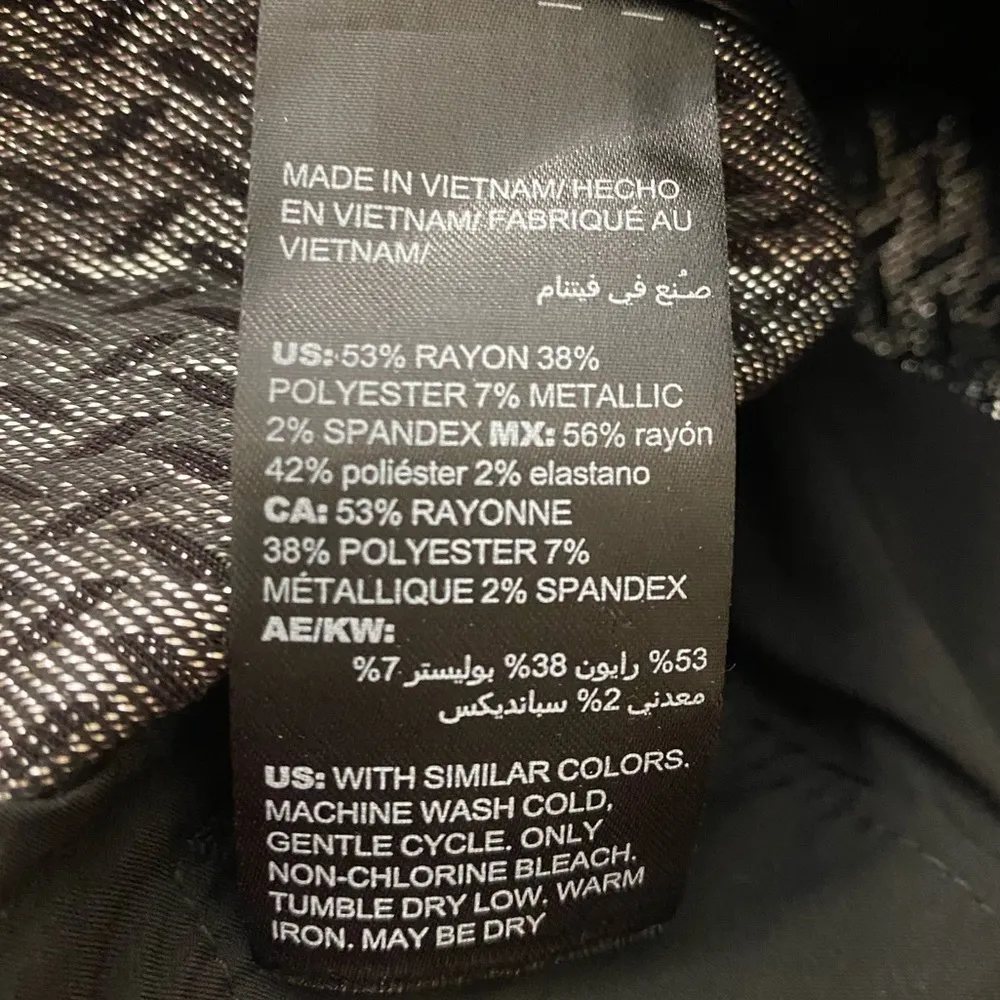 MADE IN VIETNAM/ HECHO
EN VIETNAM/ FABRIQUÉ AU
VIETNAM/
صُنع في فيتنام
US: 53% RAYON 38%
POLYESTER 7% METALLIC
2% SPANDEX MX: 56% rayón
42% poliéster 2% elastano
CA: 53% RAYONNE
38% POLYESTER 7%
MÉTALLIQUE 2% SPANDEX
AE/KW:
53% رايون 38% بوليستر 7%
معدني 2% سبانديكس
US: WITH SIMILAR COLORS.
MACHINE WASH COLD,
GENTLE CYCLE. ONLY
NON-CHLORINE BLEACH.
TUMBLE DRY LOW. WARM
IRON. MAY BE DRY